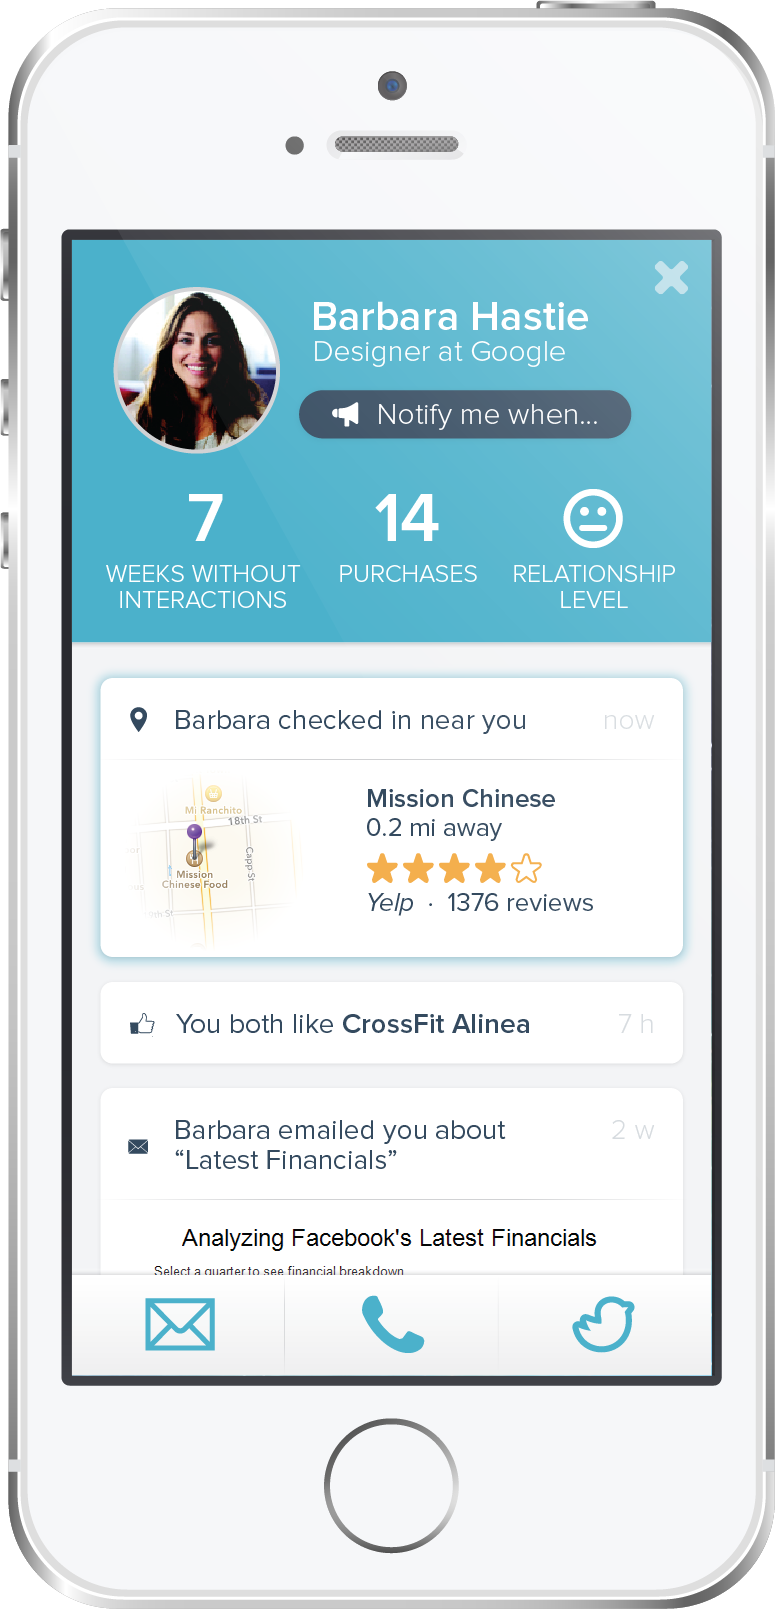 Barbara Hastie
Designer at Google
Notify me when...
7
WEEKS WITHOUT
INTERACTIONS
14
PURCHASES
RELATIONSHIP
LEVEL
Barbara checked in near you
now
Mi Ranchito
18th St
Capp St
Mission
Chinese Food
Mission Chinese
0.2 mi away
Yelp · 1376 reviews
You both like CrossFit Alinea
7 h
Barbara emailed you about
2 w
“Latest Financials”
Analyzing Facebook's Latest Financials
Select a quarter to see financial breakdown